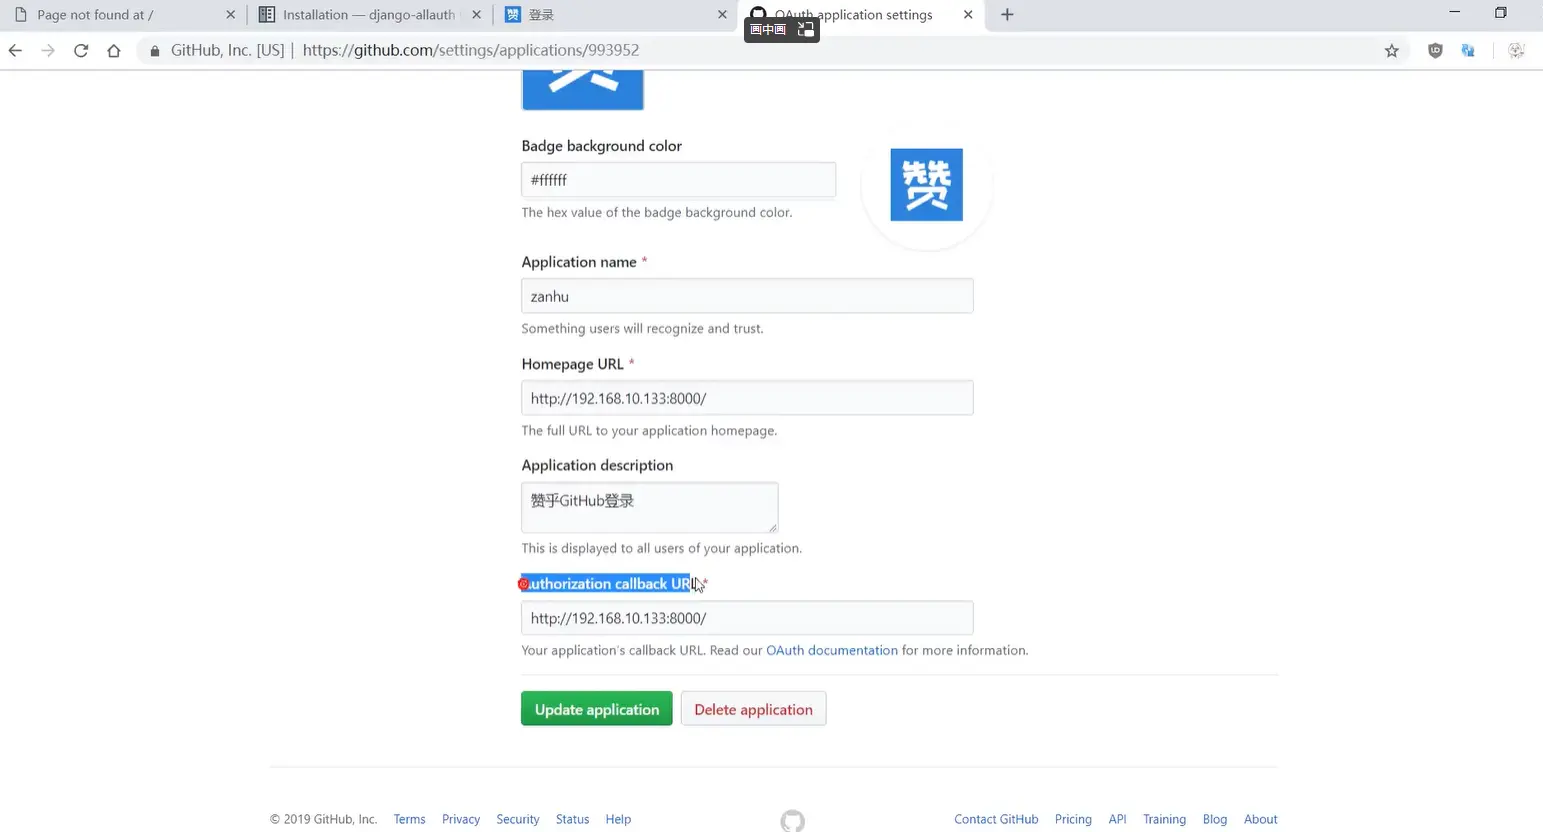 Page not found at /
Installation — django-allauth
登录
OAuth application settings
画中画
GitHub, Inc. [US] | https://github.com/settings/applications/993952
Badge background color
#ffffff
The hex value of the badge background color.
赞
Application name *
zanhu
Something users will recognize and trust.
Homepage URL *
http://192.168.10.133:8000/
The full URL to your application homepage.
Application description
赞乎GitHub登录
This is displayed to all users of your application.
Authorization callback URL *
http://192.168.10.133:8000/
Your application's callback URL. Read our OAuth documentation for more information.
Update application
Delete application
© 2019 GitHub, Inc. Terms Privacy Security Status Help
Contact GitHub Pricing API Training Blog About